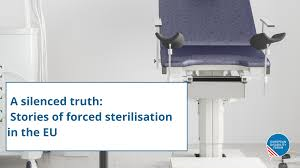 A silenced truth:
Stories of forced sterilisation
in the EU